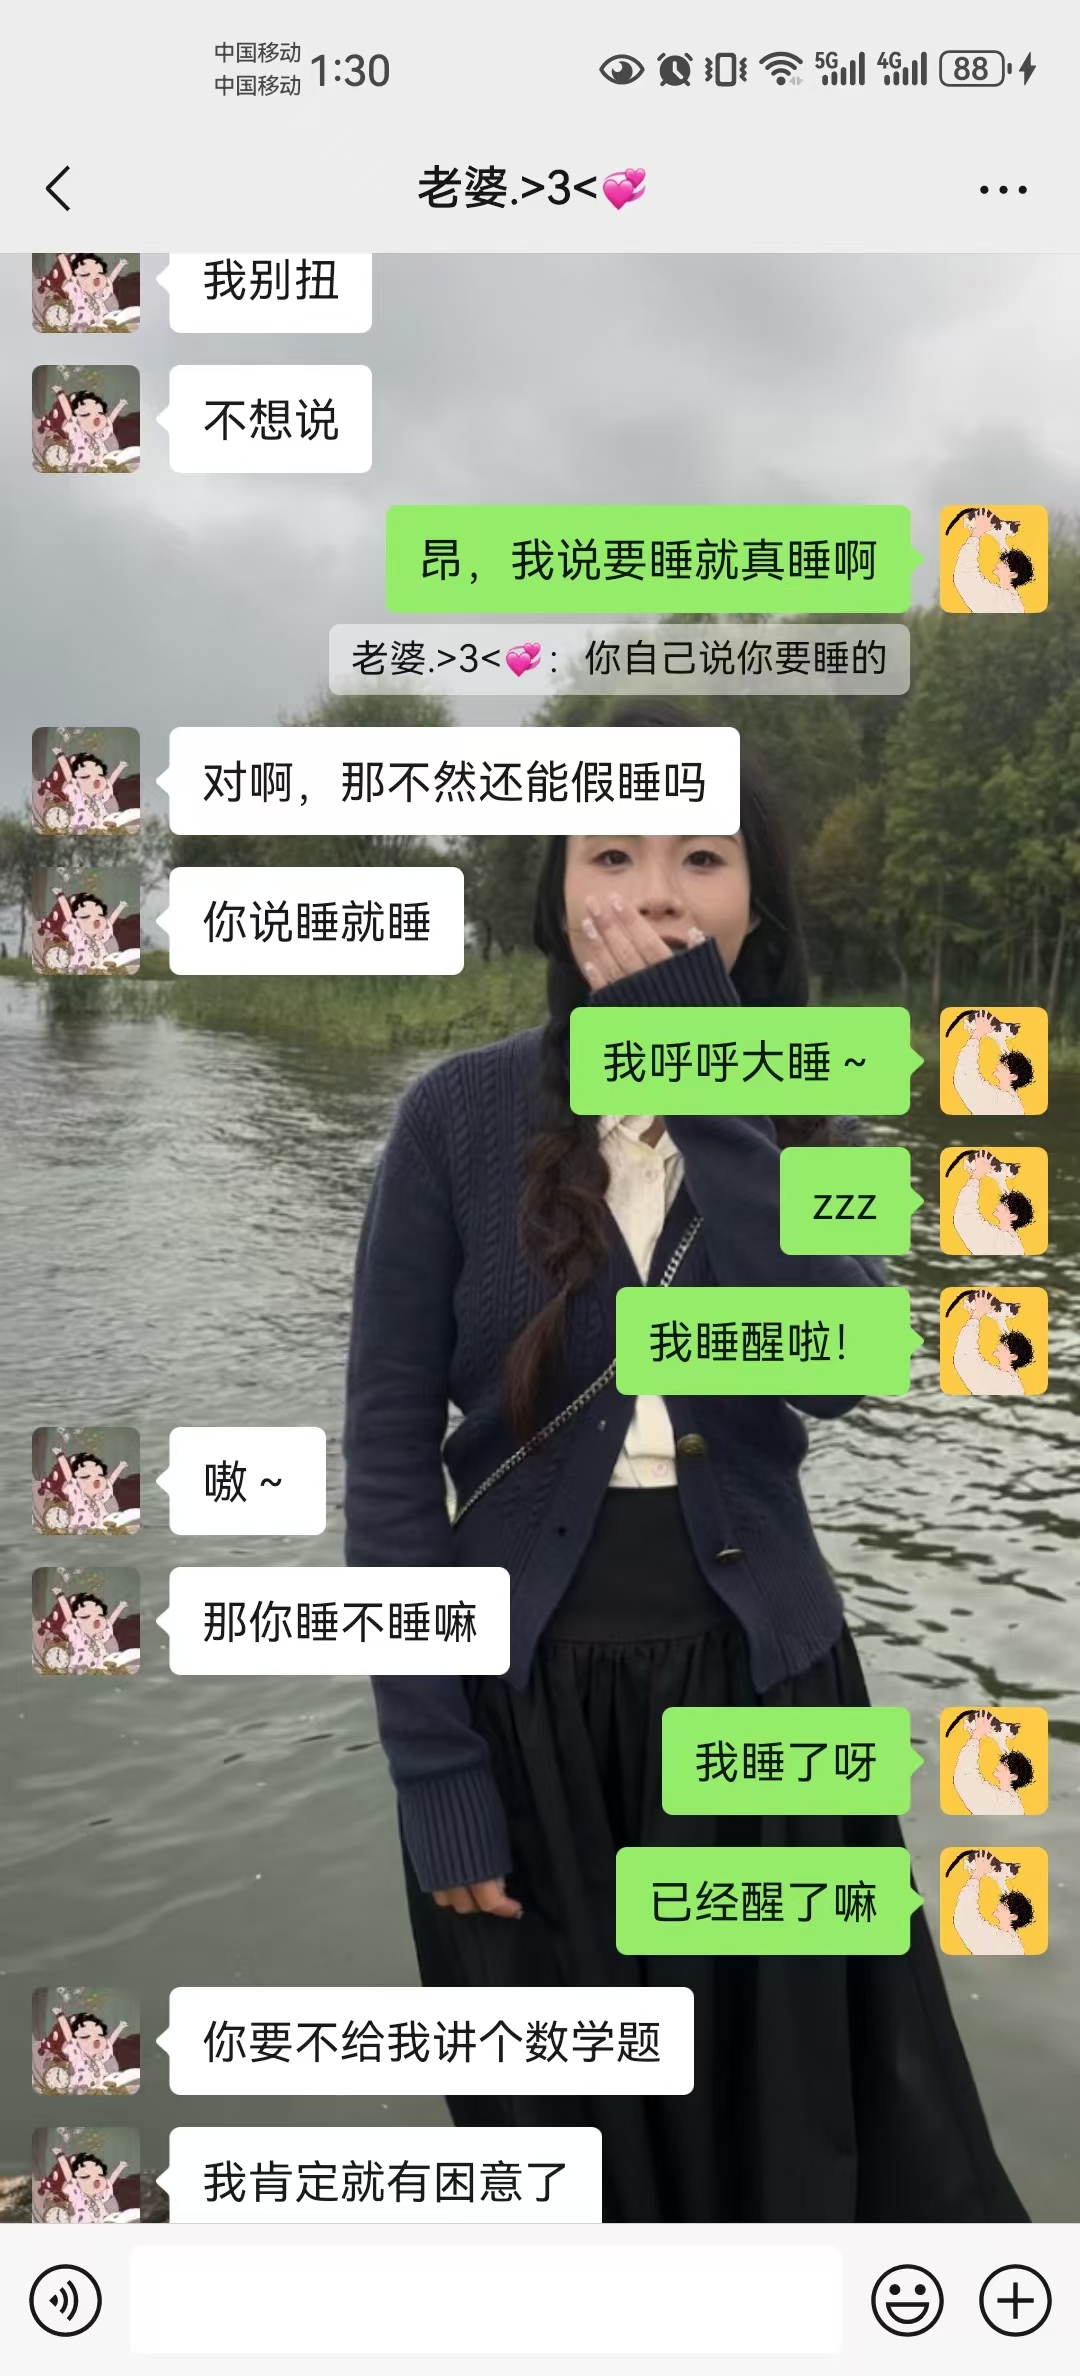 中国移动
中国移动
1:30
5G
4G
88
老婆.>3<💞
我别扭
不想说
昂，我说要睡就真睡啊
老婆.>3<💞：你自己说你要睡的
对啊，那不然还能假睡吗
你说睡就睡
我呼呼大睡～
zzz
我睡醒啦！
嗷～
那你睡不睡嘛
我睡了呀
已经醒了嘛
你要不给我讲个数学题
我肯定就有困意了